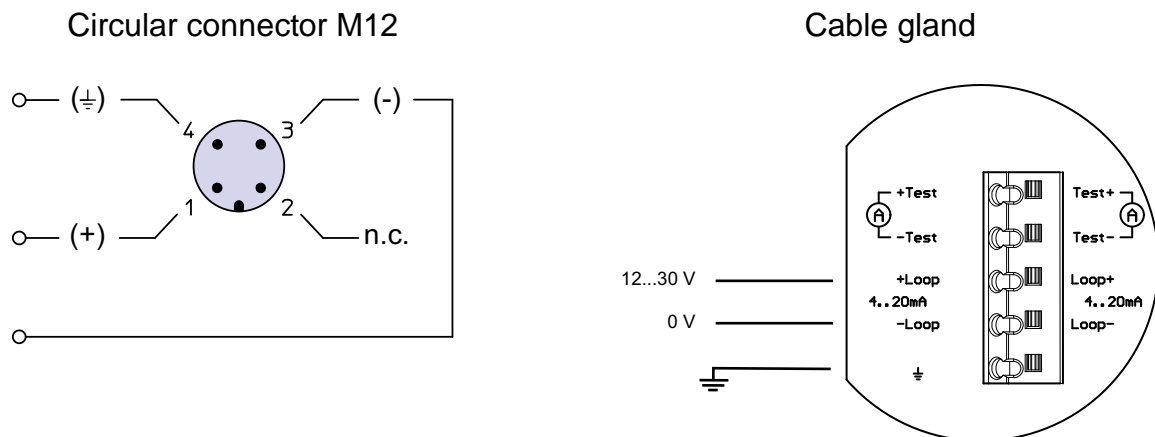 Circular connector M12
(⏚)
4
3
(-)
1
2
(+)
n.c.
Cable gland
12...30 V
0 V
+Test
A
-Test
+Loop
4..20mA
-Loop
⏚
Test+
A
Test-
Loop+
4..20mA
Loop-